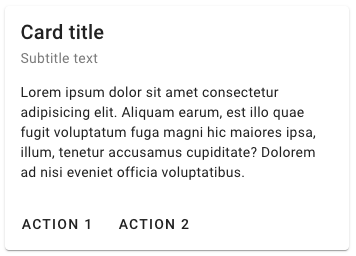 Card title
Subtitle text
Lorem ipsum dolor sit amet consectetur
adipisicing elit. Aliquam earum, est illo quae
fugit voluptatum fuga magni hic maiores ipsa,
illum, tenetur accusamus cupiditate? Dolorem
ad nisi eveniet officia voluptatibus.
ACTION 1 ACTION 2